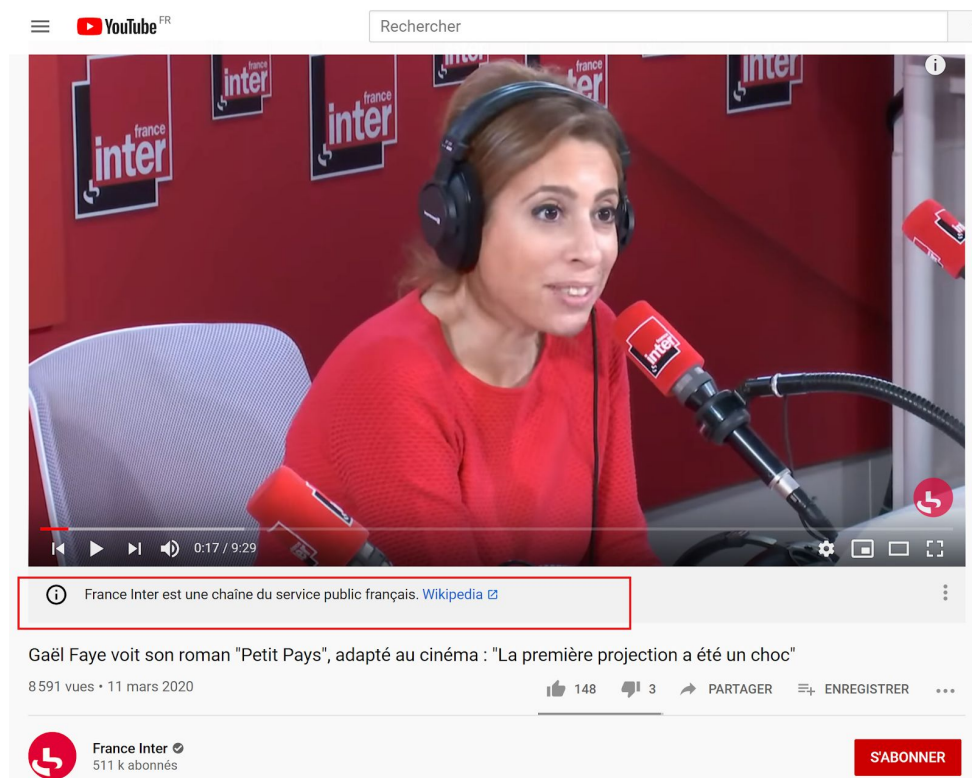 YouTube FR
Rechercher
france
inter
france
inter
france
inter
inter
france
inter
inter
inter
0:17 / 9:29
France Inter est une chaîne du service public français. Wikipedia
Gaël Faye voit son roman "Petit Pays", adapté au cinéma : "La première projection a été un choc"
8 591 vues • 11 mars 2020
148
3
PARTAGER
ENREGISTRER
France Inter
511 k abonnés
S'ABONNER